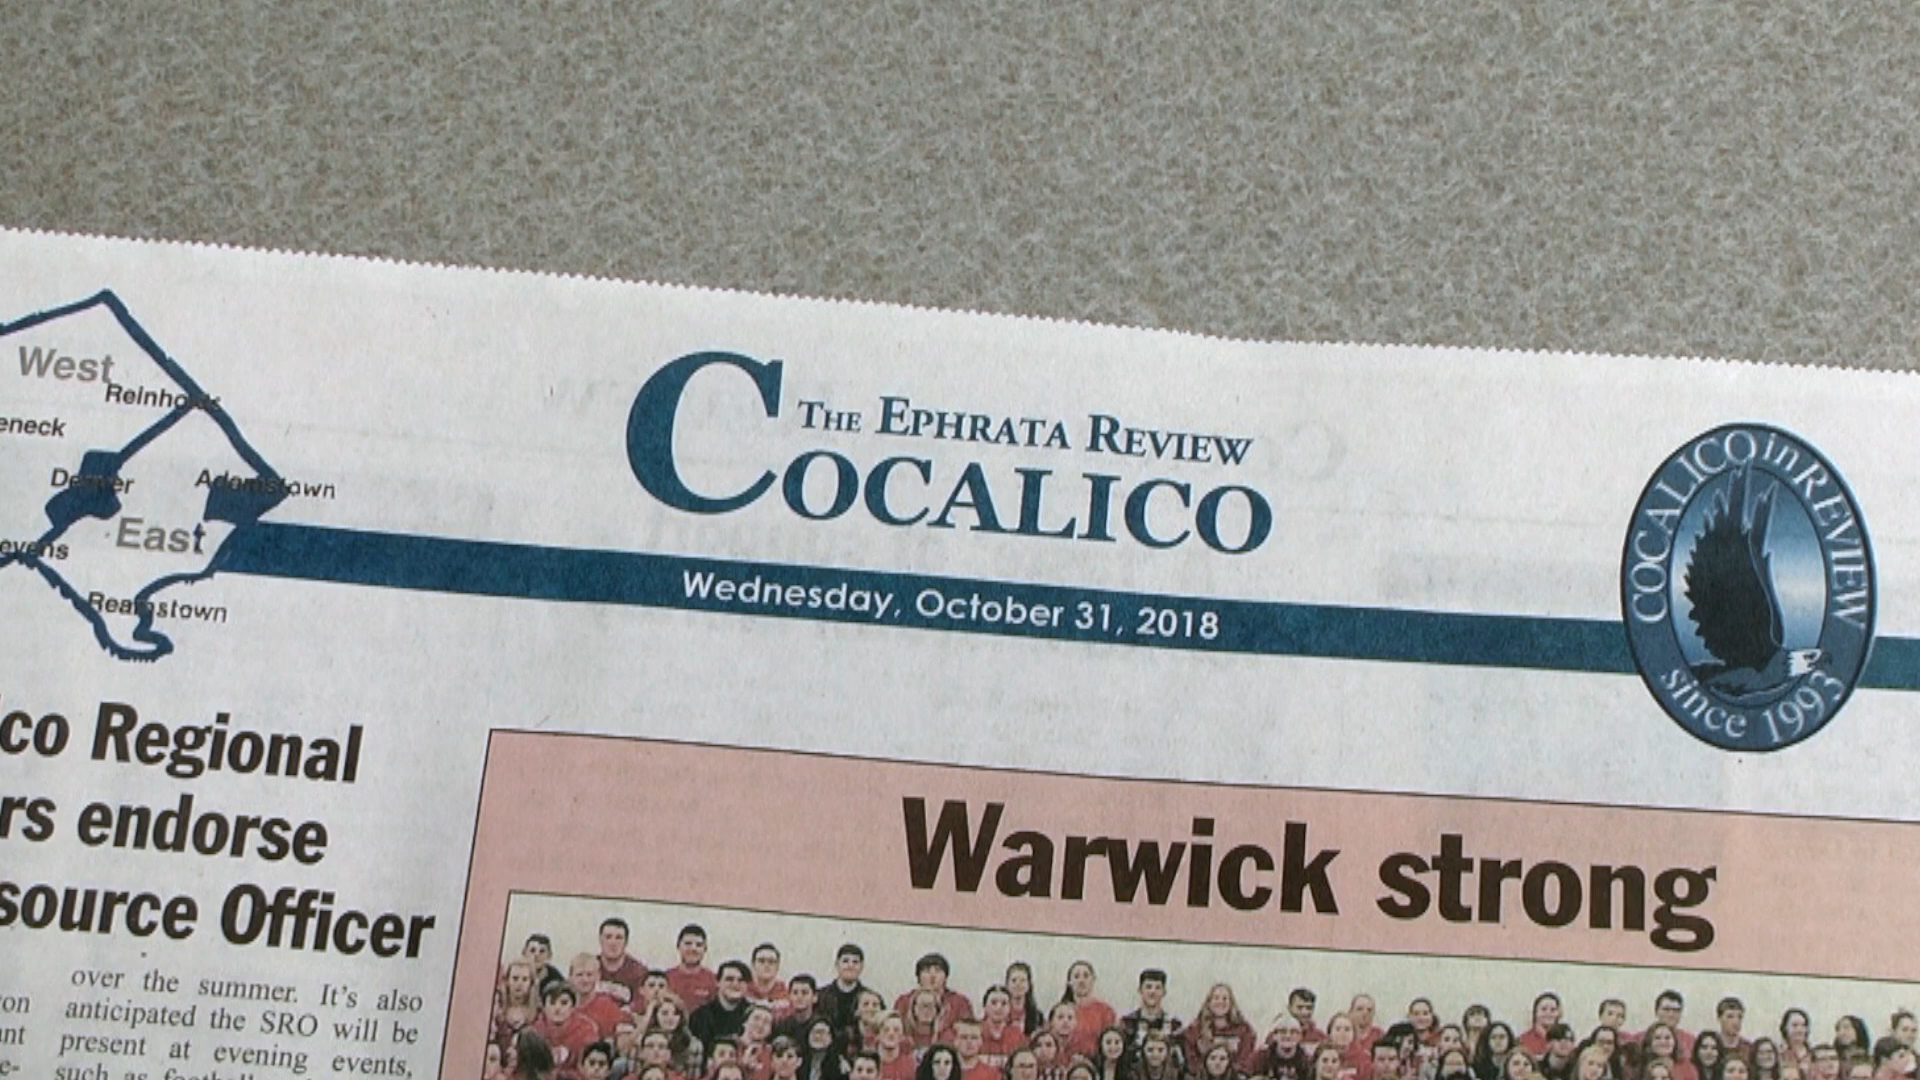 West
Reinholds
Denver
Adamstown
East
Reamstown
THE EPHRATA REVIEW
COCALICO
Wednesday, October 31, 2018
COCALICO in REVIEW
since 1993
co Regional
rs endorse
source Officer
over the summer. It's also
anticipated the SRO will be
present at evening events,
such as
Warwick strong